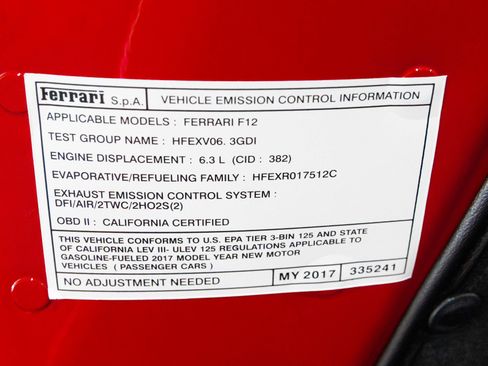 Ferrari S.p.A. VEHICLE EMISSION CONTROL INFORMATION
APPLICABLE MODELS : FERRARI F12
TEST GROUP NAME : HFEXV06. 3GDI
ENGINE DISPLACEMENT : 6.3 L (CID : 382)
EVAPORATIVE/REFUELING FAMILY : HFEXR017512C
EXHAUST EMISSION CONTROL SYSTEM :
DFI/AIR/2TWC/2HO2S(2)
OBD II : CALIFORNIA CERTIFIED
THIS VEHICLE CONFORMS TO U.S. EPA TIER 3-BIN 125 AND STATE
OF CALIFORNIA LEV III- ULEV 125 REGULATIONS APPLICABLE TO
GASOLINE-FUELED 2017 MODEL YEAR NEW MOTOR
VEHICLES ( PASSENGER CARS )
NO ADJUSTMENT NEEDED MY 2017 335241